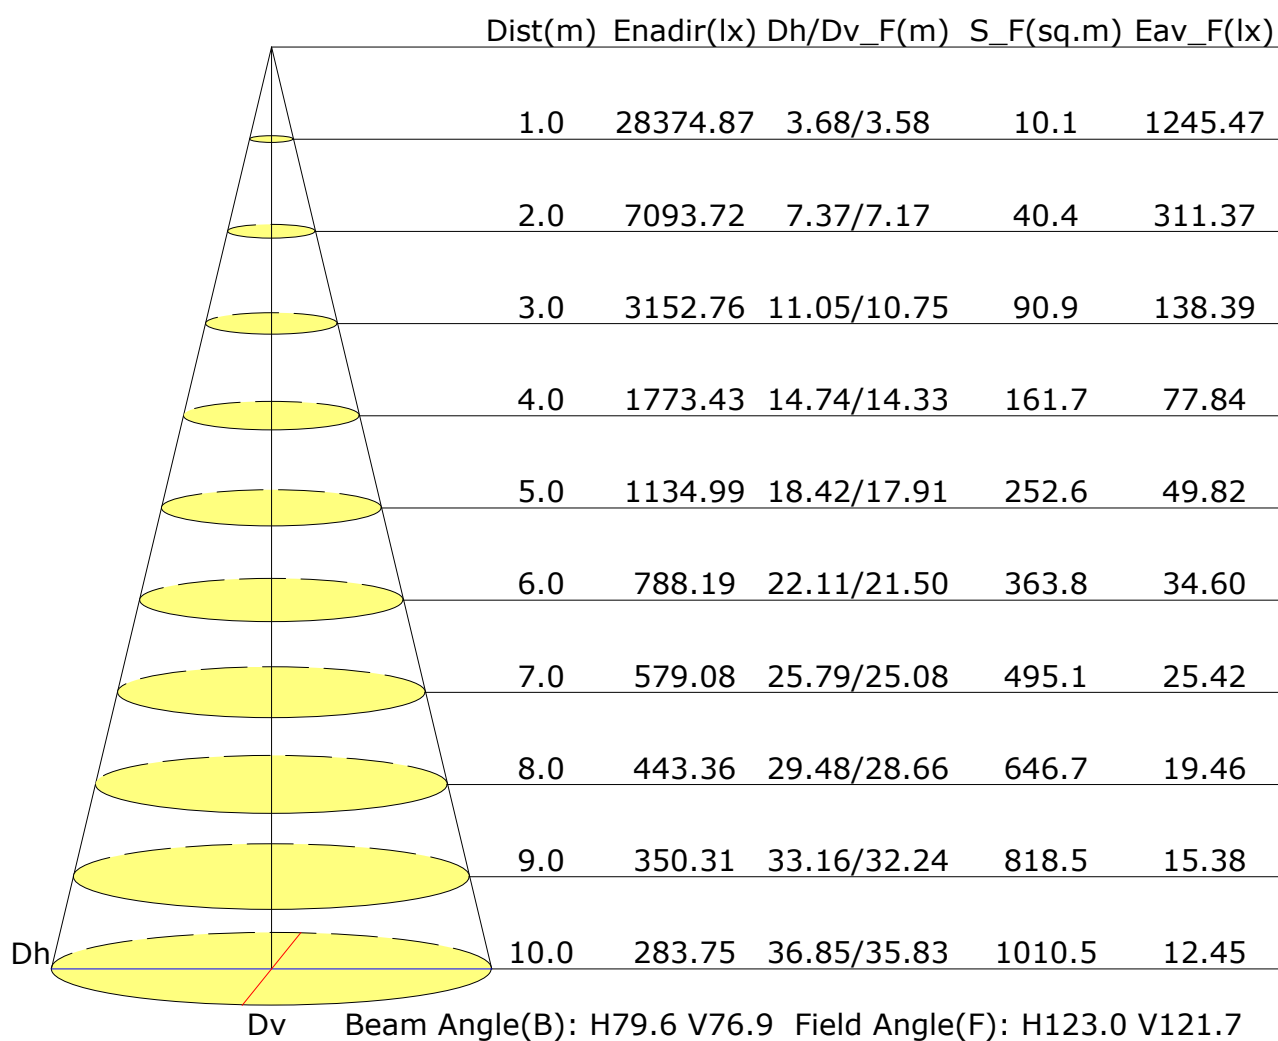 Dist(m) Enadir(lx) Dh/Dv_F(m) S_F(sq.m) Eav_F(lx)
1.0 28374.87 3.68/3.58 10.1 1245.47
2.0 7093.72 7.37/7.17 40.4 311.37
3.0 3152.76 11.05/10.75 90.9 138.39
4.0 1773.43 14.74/14.33 161.7 77.84
5.0 1134.99 18.42/17.91 252.6 49.82
6.0 788.19 22.11/21.50 363.8 34.60
7.0 579.08 25.79/25.08 495.1 25.42
8.0 443.36 29.48/28.66 646.7 19.46
9.0 350.31 33.16/32.24 818.5 15.38
Dh 10.0 283.75 36.85/35.83 1010.5 12.45
Dv Beam Angle(B): H79.6 V76.9 Field Angle(F): H123.0 V121.7